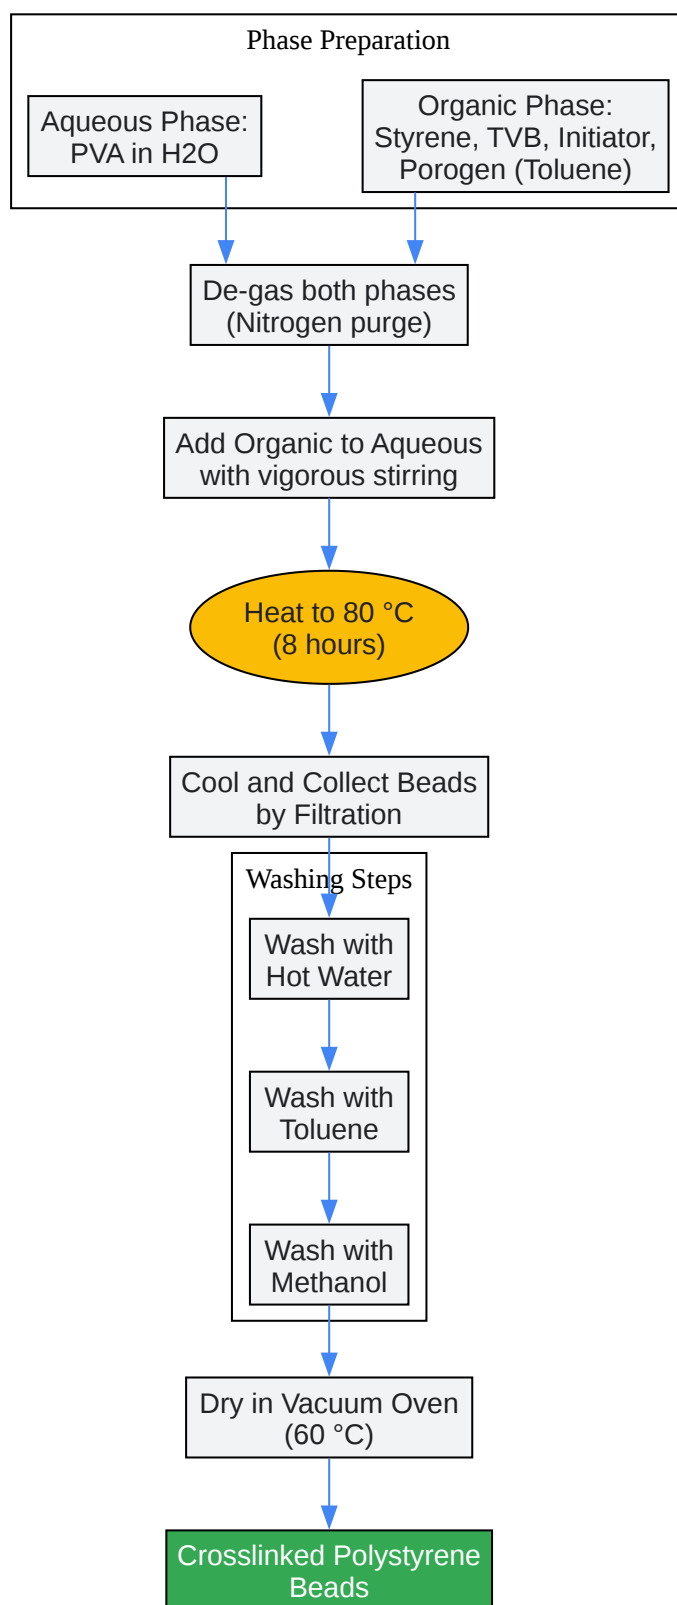 Phase Preparation
Aqueous Phase:
PVA in H2O
Organic Phase:
Styrene, TVB, Initiator,
Porogen (Toluene)
De-gas both phases
(Nitrogen purge)
Add Organic to Aqueous
with vigorous stirring
Heat to 80 °C
(8 hours)
Cool and Collect Beads
by Filtration
Washing Steps
Wash with
Hot Water
Wash with
Toluene
Wash with
Methanol
Dry in Vacuum Oven
(60 °C)
Crosslinked Polystyrene
Beads